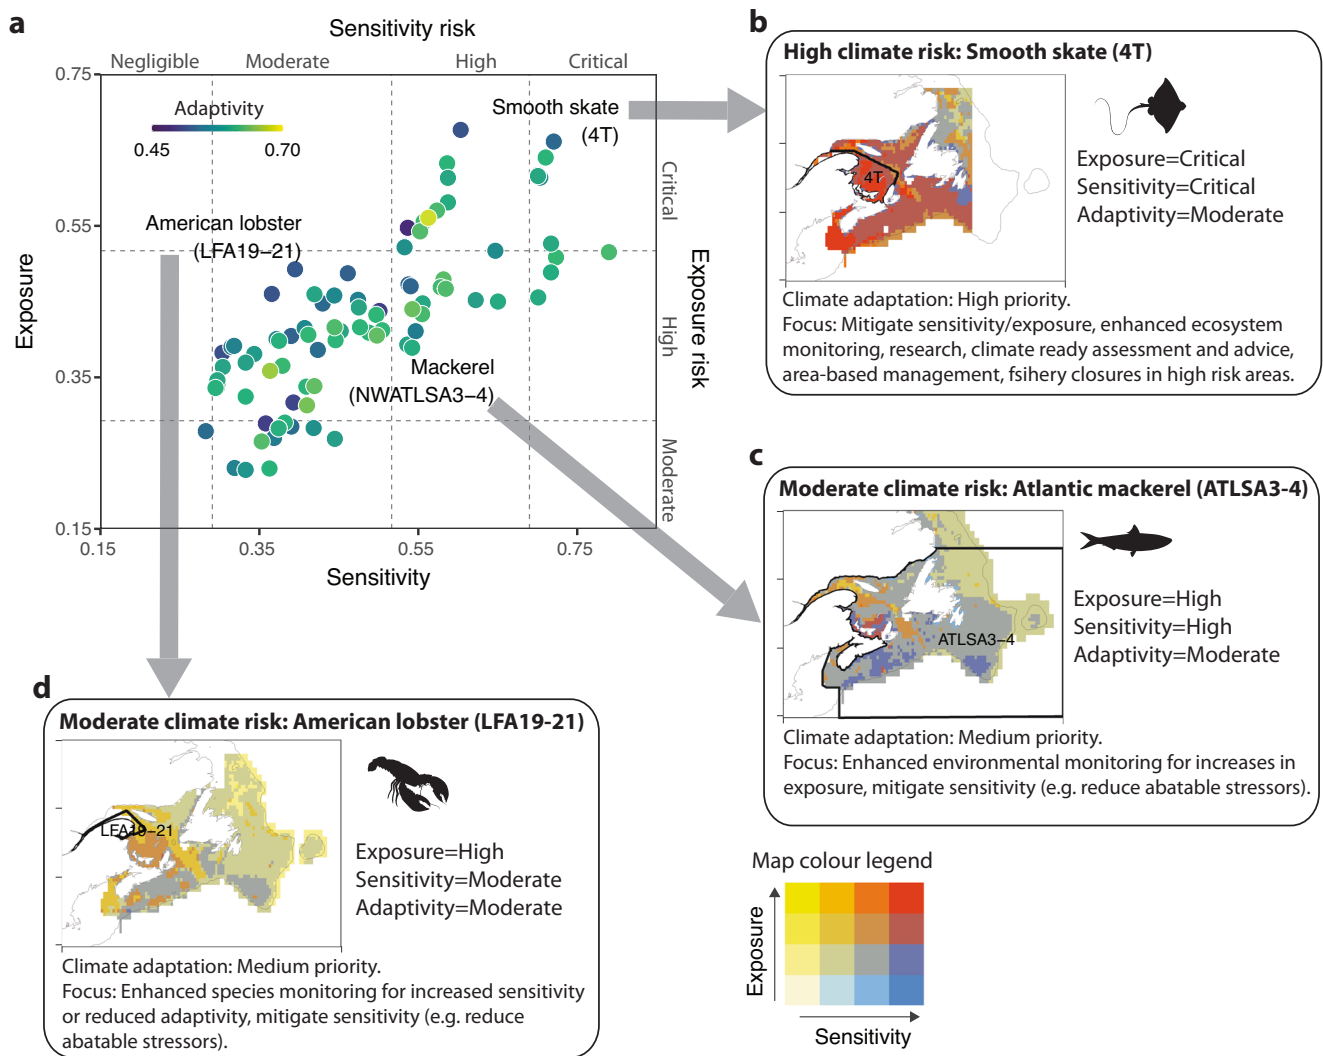 a
Sensitivity risk
Negligible
Moderate
High
Critical
0.75
0.55
0.35
0.15
Exposure
Adaptivity
0.45
0.70
Smooth skate
(4T)
American lobster
(LFA19–21)
Mackerel
(NWATLSA3–4)
Critical
High
Moderate
Exposure risk
0.15
0.35
0.55
0.75
Sensitivity
b
High climate risk: Smooth skate (4T)
4T
Exposure=Critical
Sensitivity=Critical
Adaptivity=Moderate
Climate adaptation: High priority.
Focus: Mitigate sensitivity/exposure, enhanced ecosystem
monitoring, research, climate ready assessment and advice,
area-based management, fsihery closures in high risk areas.
c
Moderate climate risk: Atlantic mackerel (ATLSA3-4)
ATLSA3–4
Exposure=High
Sensitivity=High
Adaptivity=Moderate
Climate adaptation: Medium priority.
Focus: Enhanced environmental monitoring for increases in
exposure, mitigate sensitivity (e.g. reduce abatable stressors).
d
Moderate climate risk: American lobster (LFA19-21)
LFA19–21
Exposure=High
Sensitivity=Moderate
Adaptivity=Moderate
Climate adaptation: Medium priority.
Focus: Enhanced species monitoring for increased sensitivity
or reduced adaptivity, mitigate sensitivity (e.g. reduce
abatable stressors).
Map colour legend
Exposure
Sensitivity